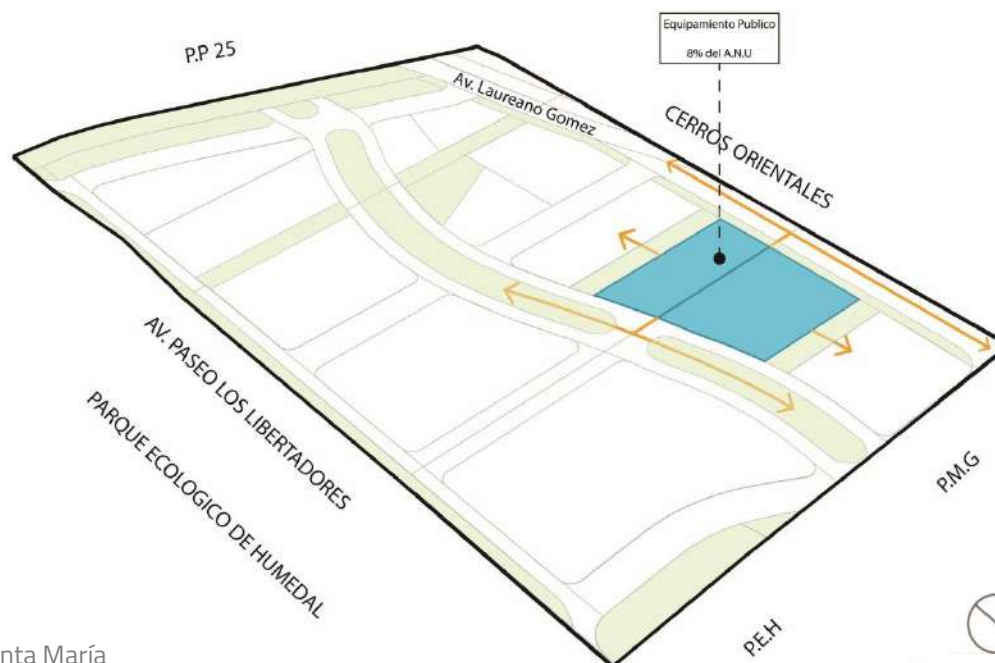 Equipamiento Publico
8% del A.N.U
P.P 25
Av. Laureano Gomez
CERROS ORIENTALES
AV. PASEO LOS LIBERTADORES
PARQUE ECOLOGICO DE HUMEDAL
P.M.G
P.E.H
nta María